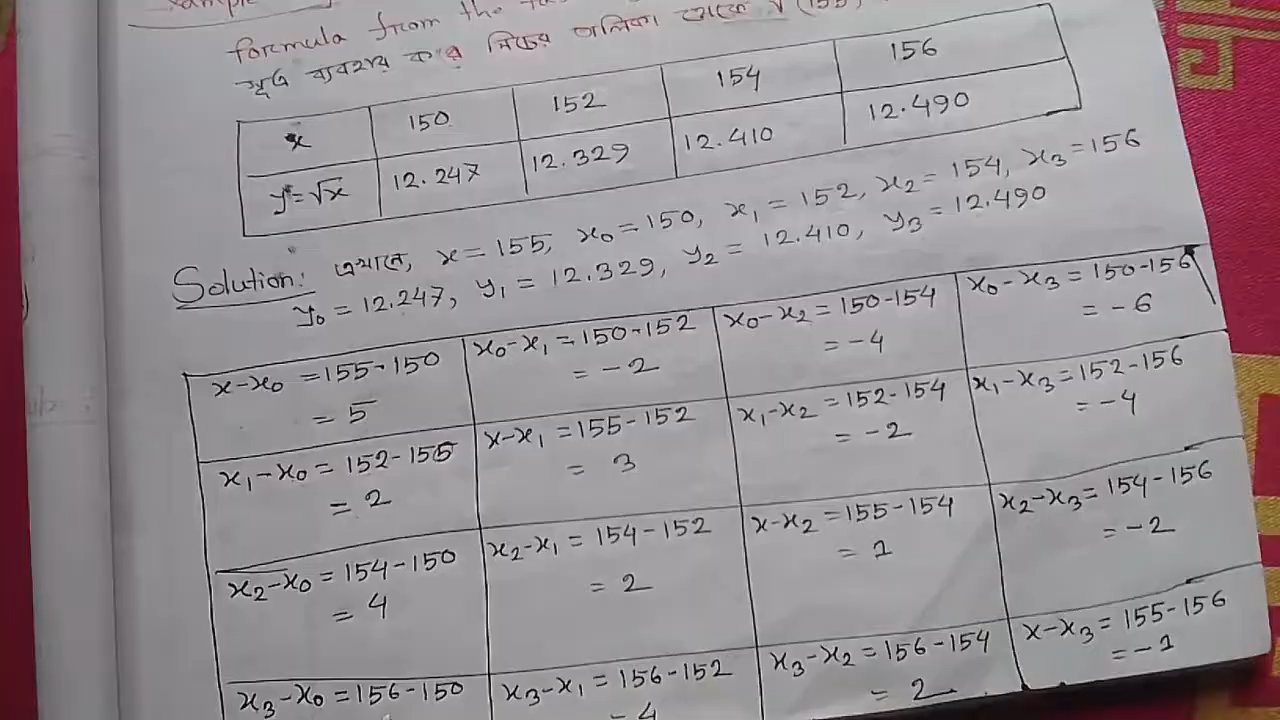 formula from the
সূত্র ব্যবহার করে নিচের তালিকা থেকে √(155)
x 150 152 154 156
y=√x 12.247 12.329 12.410 12.490
Solution: এখানে, x = 155, x₀ = 150, x₁ = 152, x₂ = 154, x₃ = 156
y₀ = 12.247, y₁ = 12.329, y₂ = 12.410, y₃ = 12.490
x-x₀ = 155-150 x₀-x₁ = 150-152 x₀-x₂ = 150-154 x₀-x₃ = 150-156
= 5 = -2 = -4 = -6
x₁-x₀ = 152-155 x-x₁ = 155-152 x₁-x₂ = 152-154 x₁-x₃ = 152-156
= 2 = 3 = -2 = -4
x₂-x₀ = 154-150 x₂-x₁ = 154-152 x-x₂ = 155-154 x₂-x₃ = 154-156
= 4 = 2 = 1 = -2
x₃-x₀ = 156-150 x₃-x₁ = 156-152 x₃-x₂ = 156-154 x-x₃ = 155-156
4 = 2 = -1